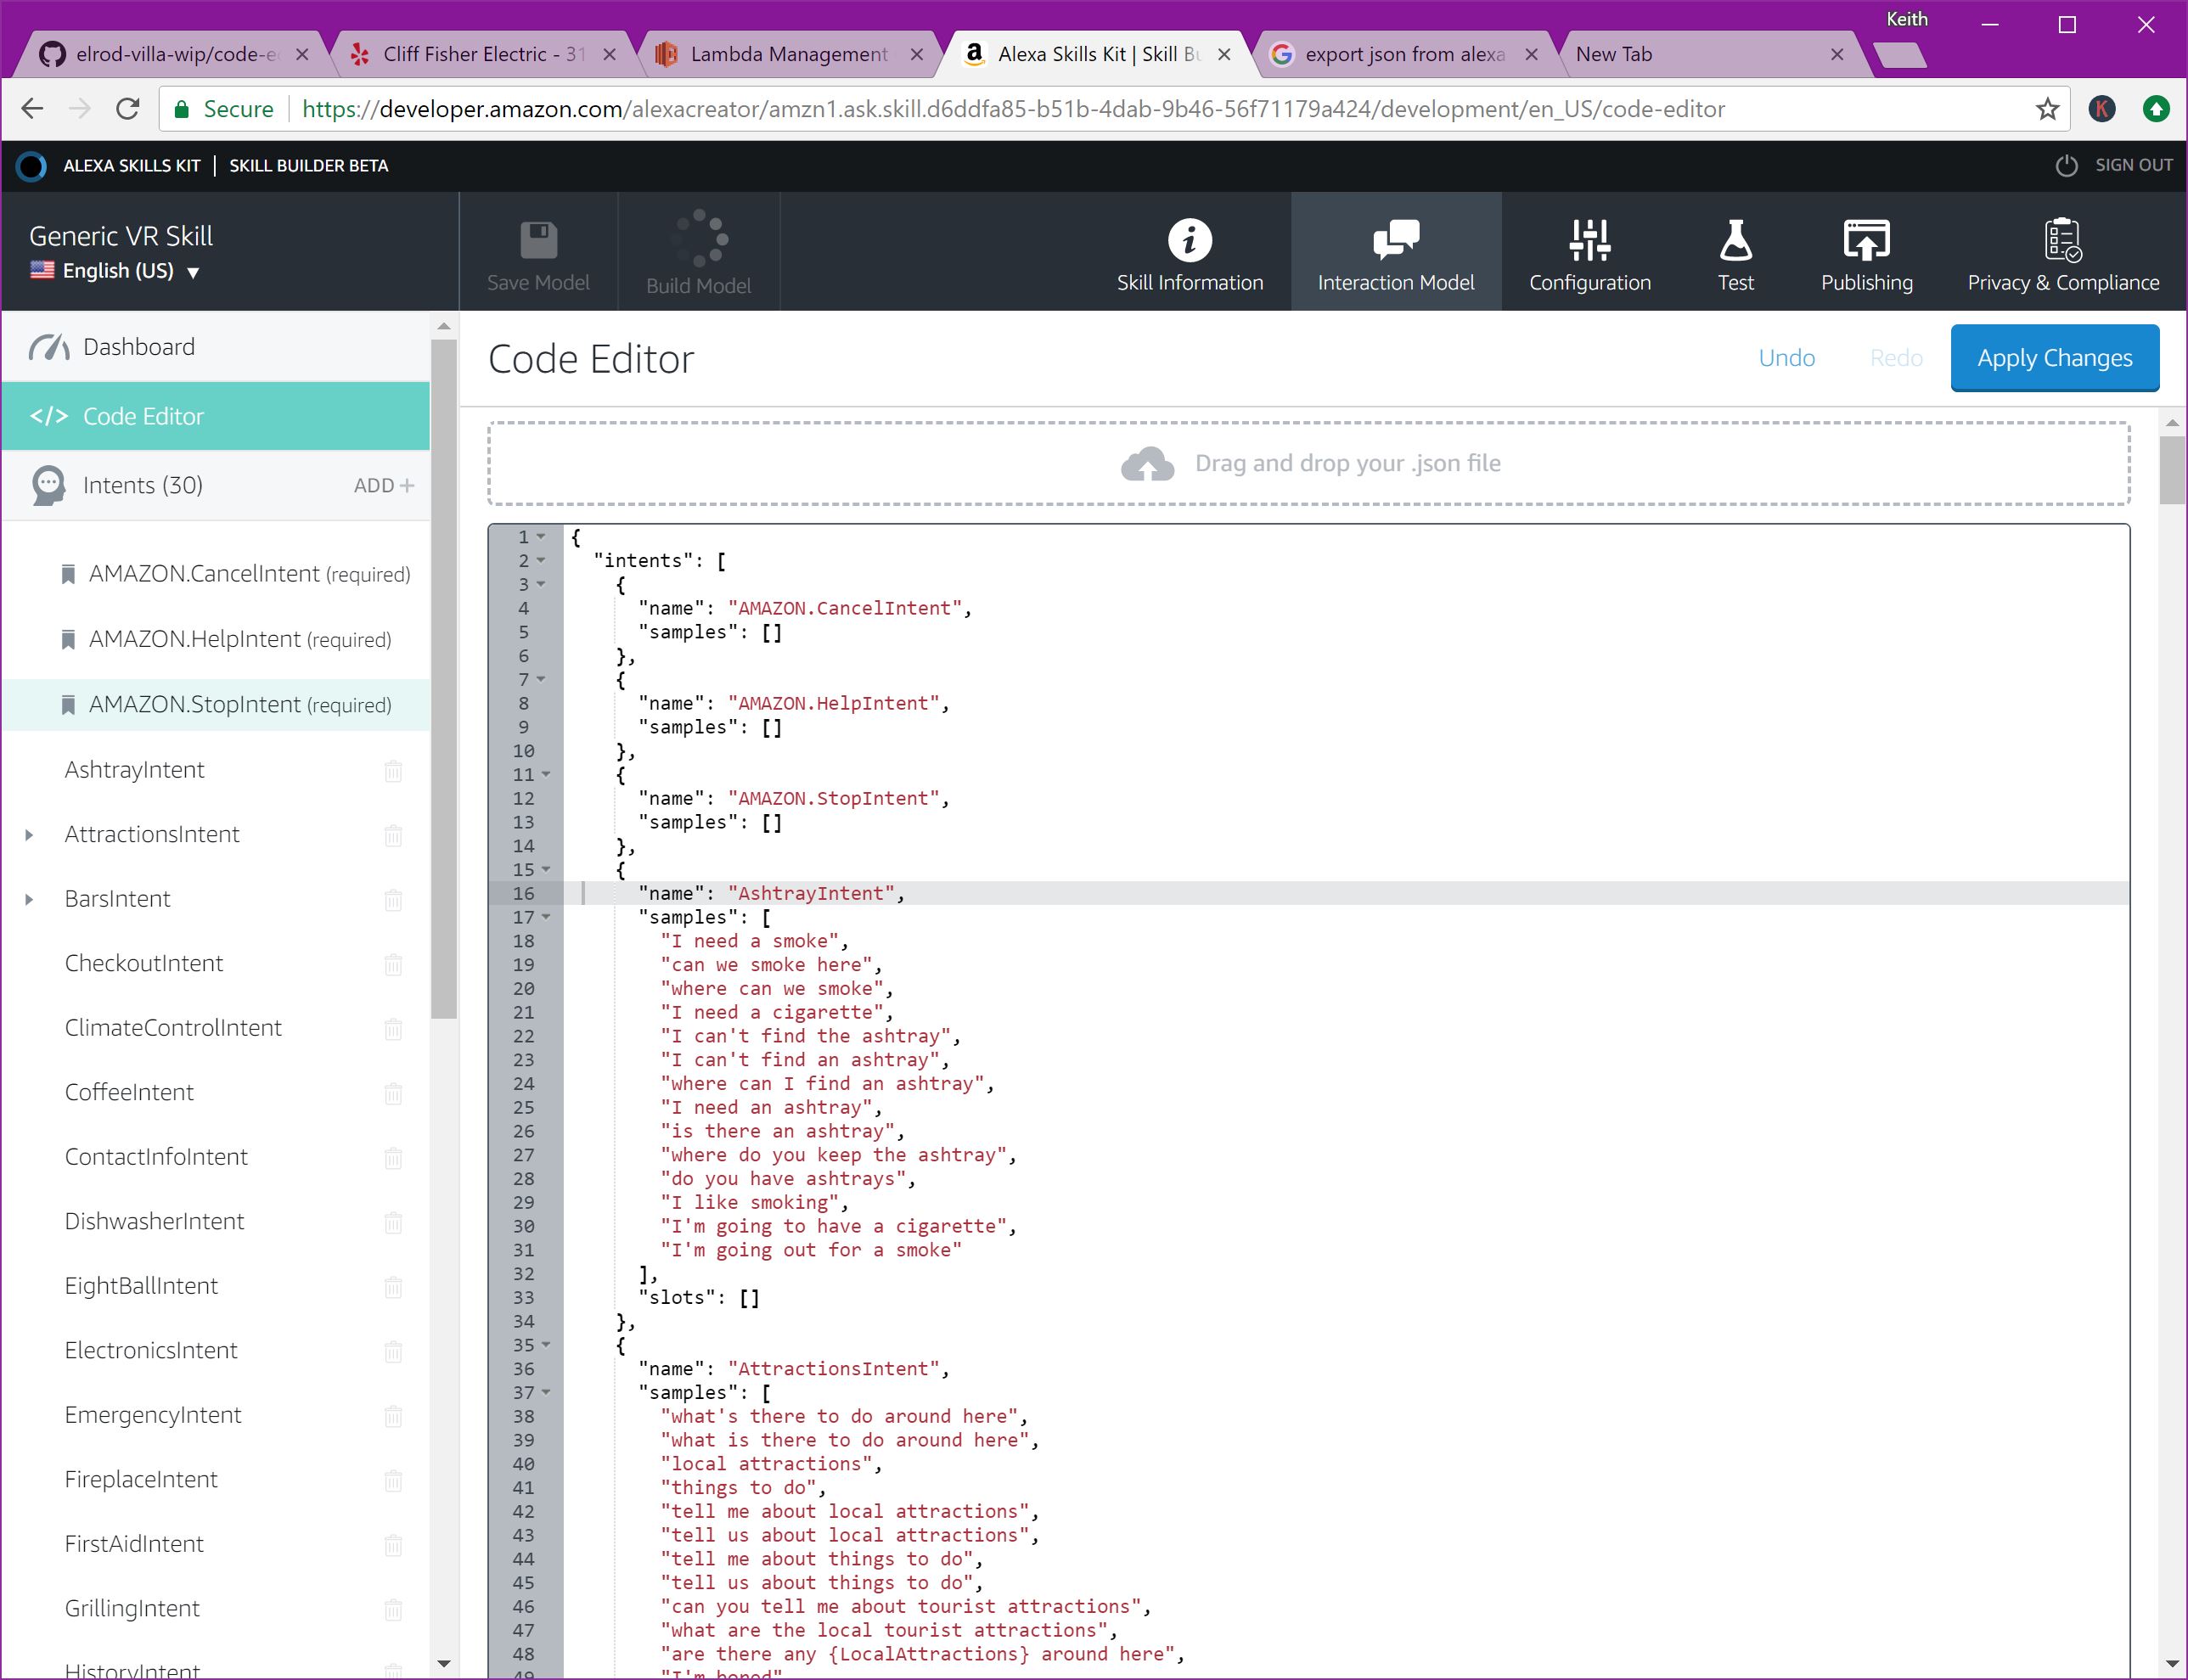 Keith
elrod-villa-wip/code-e
Cliff Fisher Electric - 31
Lambda Management
Alexa Skills Kit | Skill Bu
export json from alexa
New Tab
Secure
https://developer.amazon.com/alexacreator/amzn1.ask.skill.d6ddfa85-b51b-4dab-9b46-56f71179a424/development/en_US/code-editor
ALEXA SKILLS KIT | SKILL BUILDER BETA
SIGN OUT
Generic VR Skill
English (US)
Save Model
Build Model
Skill Information
Interaction Model
Configuration
Test
Publishing
Privacy & Compliance
Dashboard
</> Code Editor
Intents (30)
ADD +
AMAZON.CancelIntent (required)
AMAZON.HelpIntent (required)
AMAZON.StopIntent (required)
AshtrayIntent
AttractionsIntent
BarsIntent
CheckoutIntent
ClimateControlIntent
CoffeeIntent
ContactInfoIntent
DishwasherIntent
EightBallIntent
ElectronicsIntent
EmergencyIntent
FireplaceIntent
FirstAidIntent
GrillingIntent
HistoryIntent
Code Editor
Undo
Redo
Apply Changes
Drag and drop your .json file
1 {
2 "intents": [
3 {
4 "name": "AMAZON.CancelIntent",
5 "samples": []
6 },
7 {
8 "name": "AMAZON.HelpIntent",
9 "samples": []
10 },
11 {
12 "name": "AMAZON.StopIntent",
13 "samples": []
14 },
15 {
16 "name": "AshtrayIntent",
17 "samples": [
18 "I need a smoke",
19 "can we smoke here",
20 "where can we smoke",
21 "I need a cigarette",
22 "I can't find the ashtray",
23 "I can't find an ashtray",
24 "where can I find an ashtray",
25 "I need an ashtray",
26 "is there an ashtray",
27 "where do you keep the ashtray",
28 "do you have ashtrays",
29 "I like smoking",
30 "I'm going to have a cigarette",
31 "I'm going out for a smoke"
32 ],
33 "slots": []
34 },
35 {
36 "name": "AttractionsIntent",
37 "samples": [
38 "what's there to do around here",
39 "what is there to do around here",
40 "local attractions",
41 "things to do",
42 "tell me about local attractions",
43 "tell us about local attractions",
44 "tell me about things to do",
45 "tell us about things to do",
46 "can you tell me about tourist attractions",
47 "what are the local tourist attractions",
48 "are there any {LocalAttractions} around here",
49 "I'm bored"